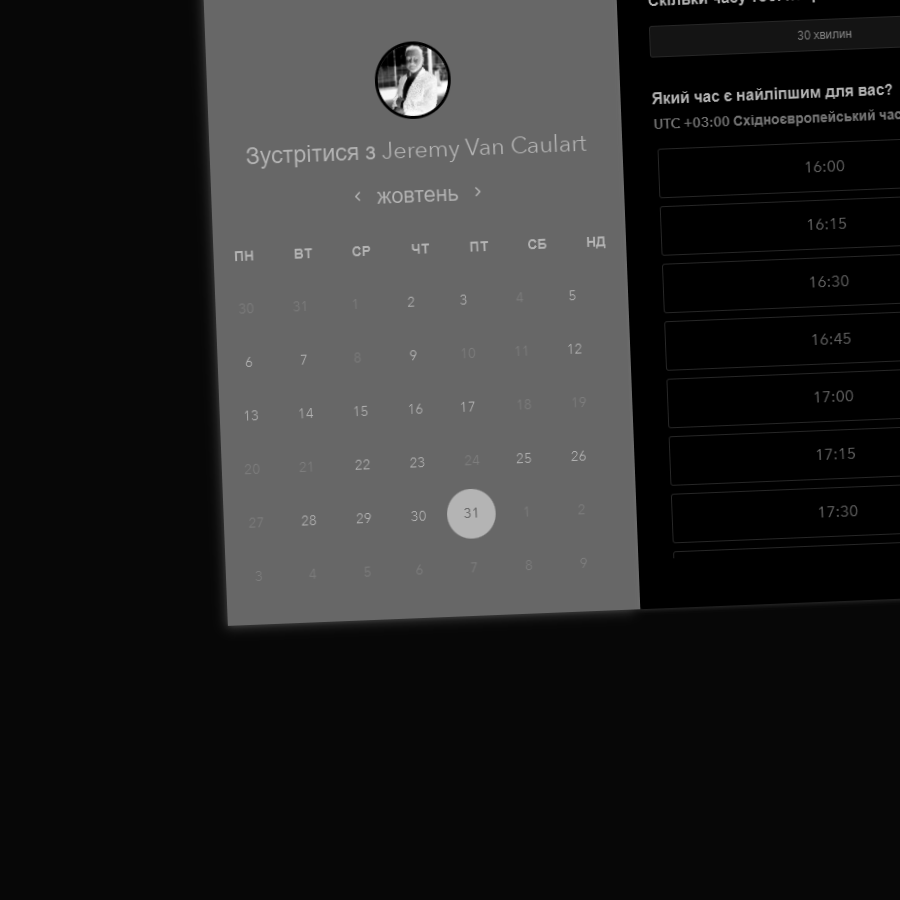 Зустрітися з Jeremy Van Caulart
жовтень
ПН ВТ СР ЧТ ПТ СБ НД
30 31 1 2 3 4 5
6 7 8 9 10 11 12
13 14 15 16 17 18 19
20 21 22 23 24 25 26
27 28 29 30 31 1 2
3 4 5 6 7 8 9
Скільки часу
30 хвилин
Який час є найліпшим для вас?
UTC +03:00 Східноєвропейський час
16:00
16:15
16:30
16:45
17:00
17:15
17:30